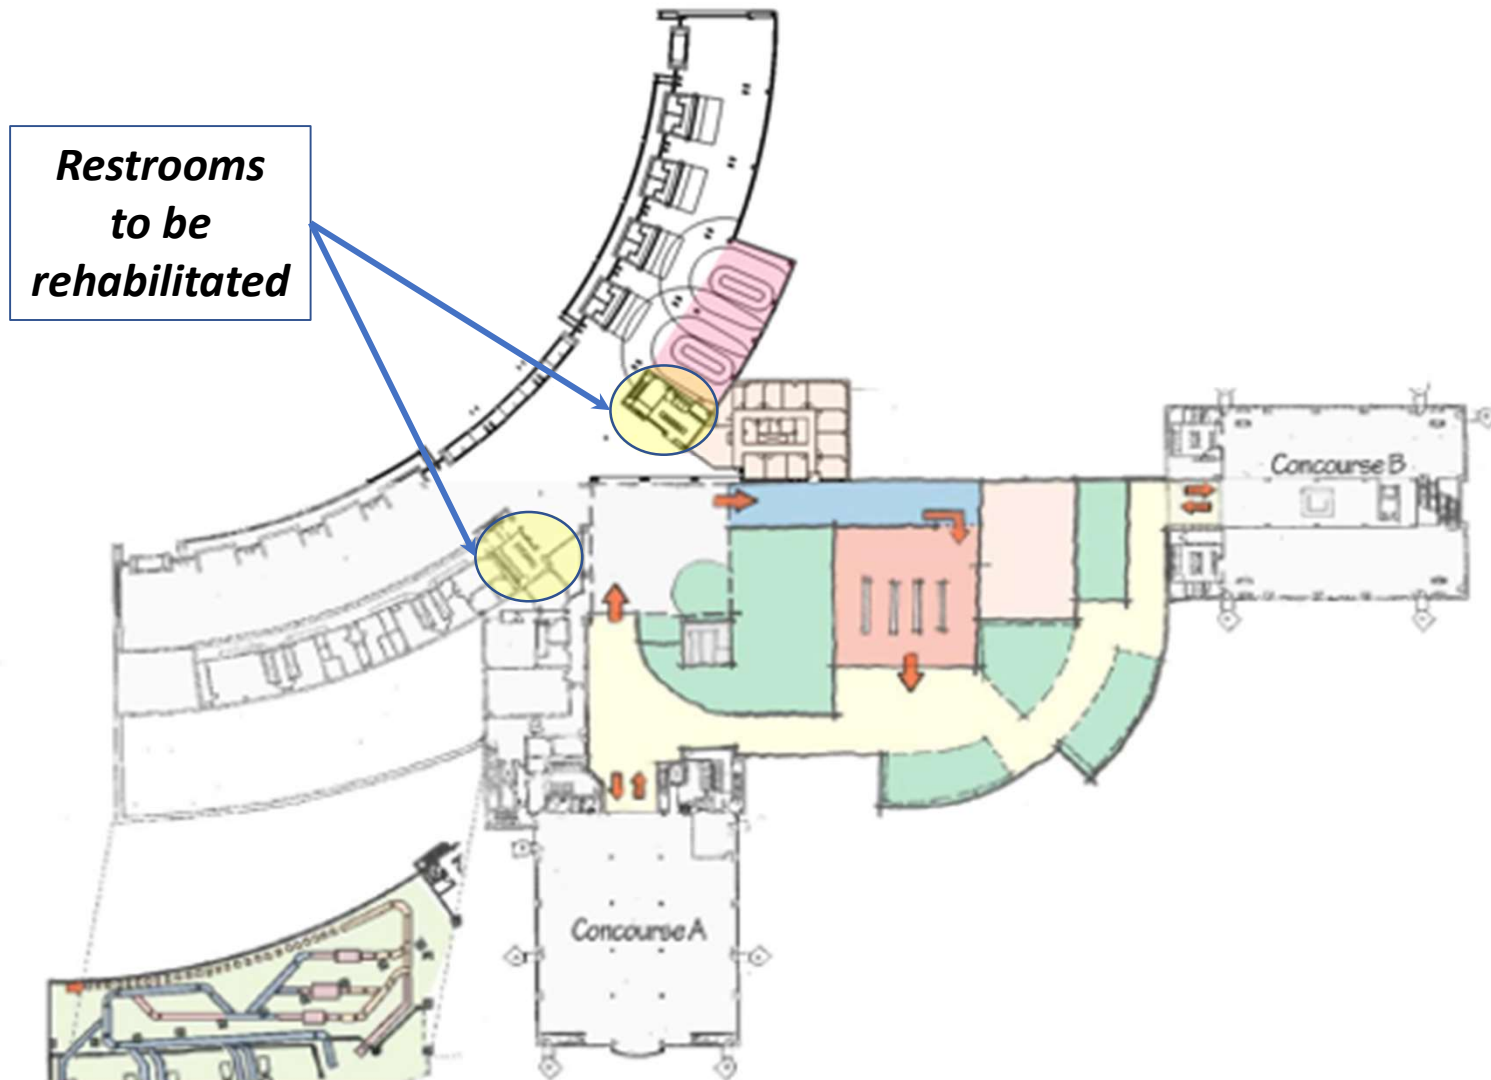 Restrooms
to be
rehabilitated
Concourse B
Concourse A